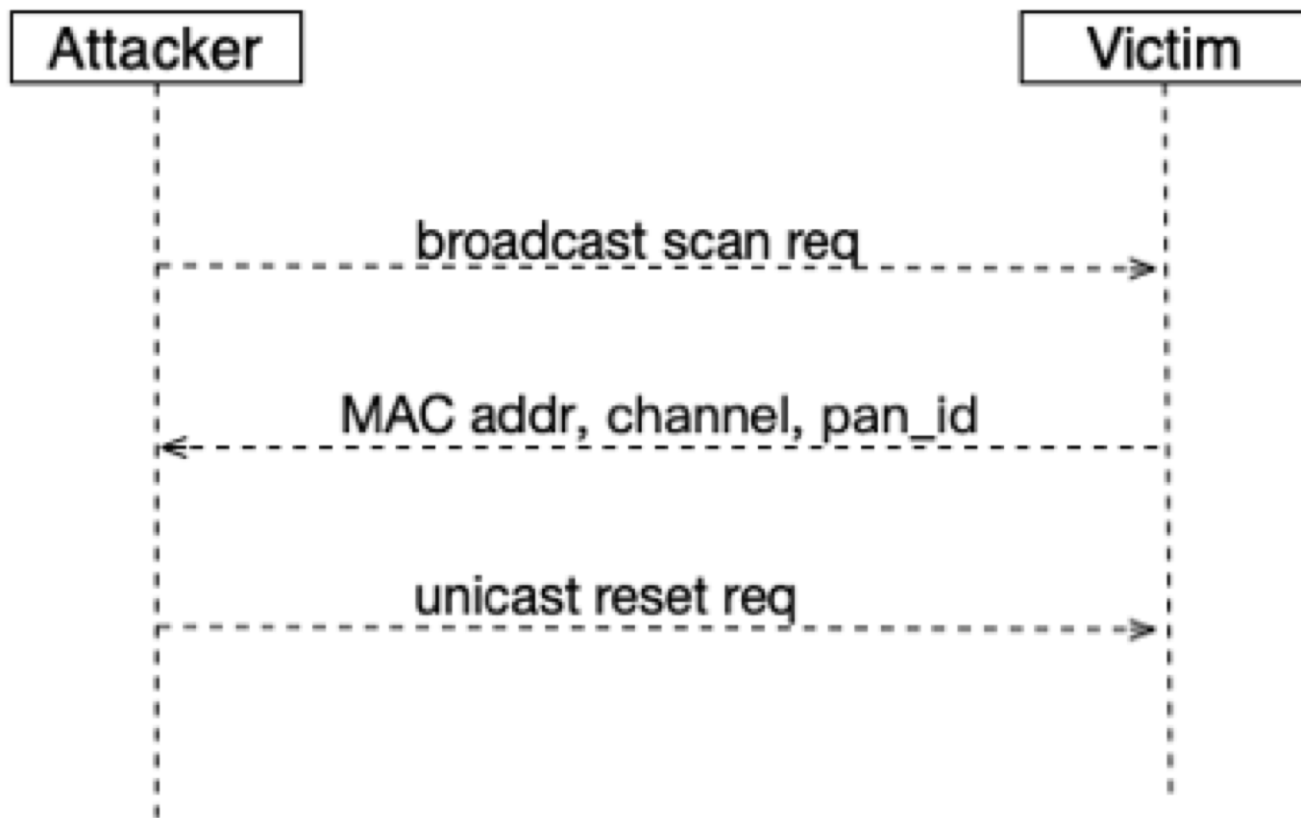 Attacker
Victim
broadcast scan req
MAC addr, channel, pan_id
unicast reset req